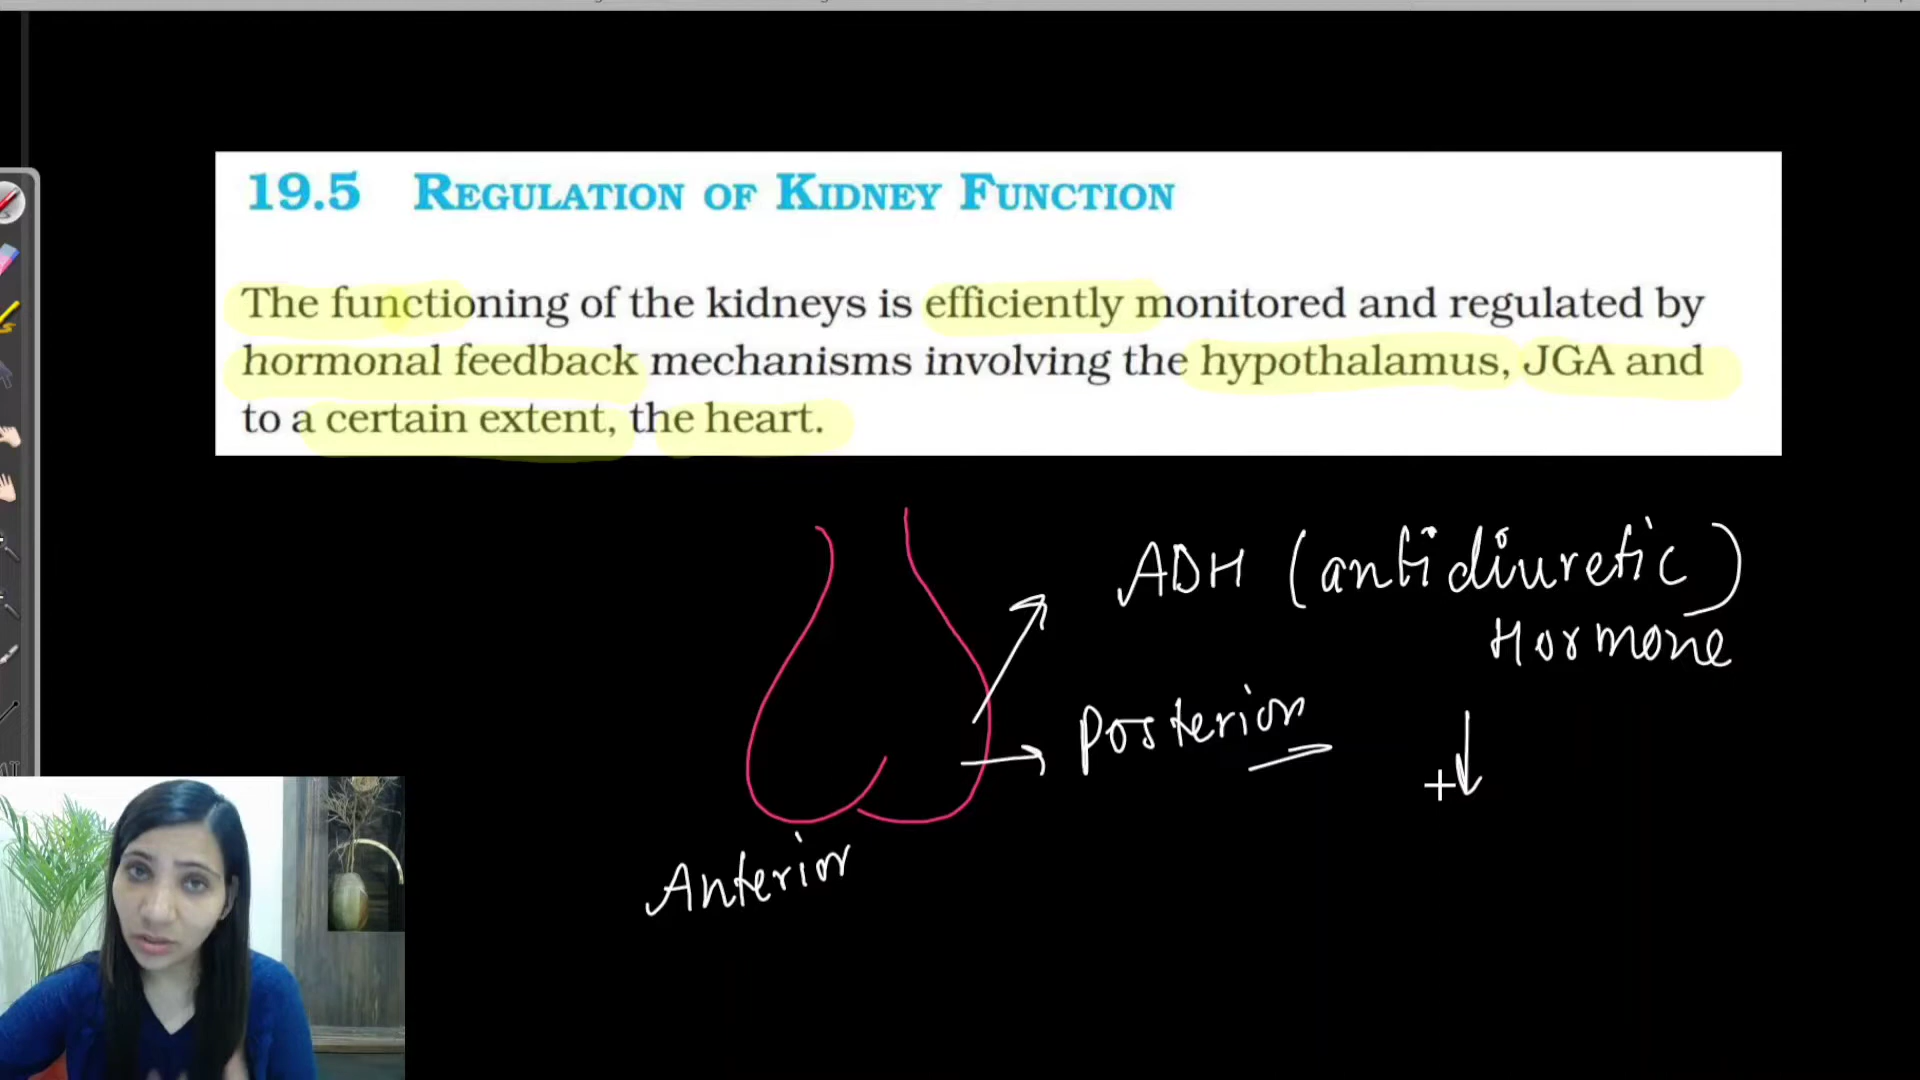 19.5 REGULATION OF KIDNEY FUNCTION
The functioning of the kidneys is efficiently monitored and regulated by
hormonal feedback mechanisms involving the hypothalamus, JGA and
to a certain extent, the heart.
ADH (antidiuretic)
Hormone
Posterior
+
Anterior